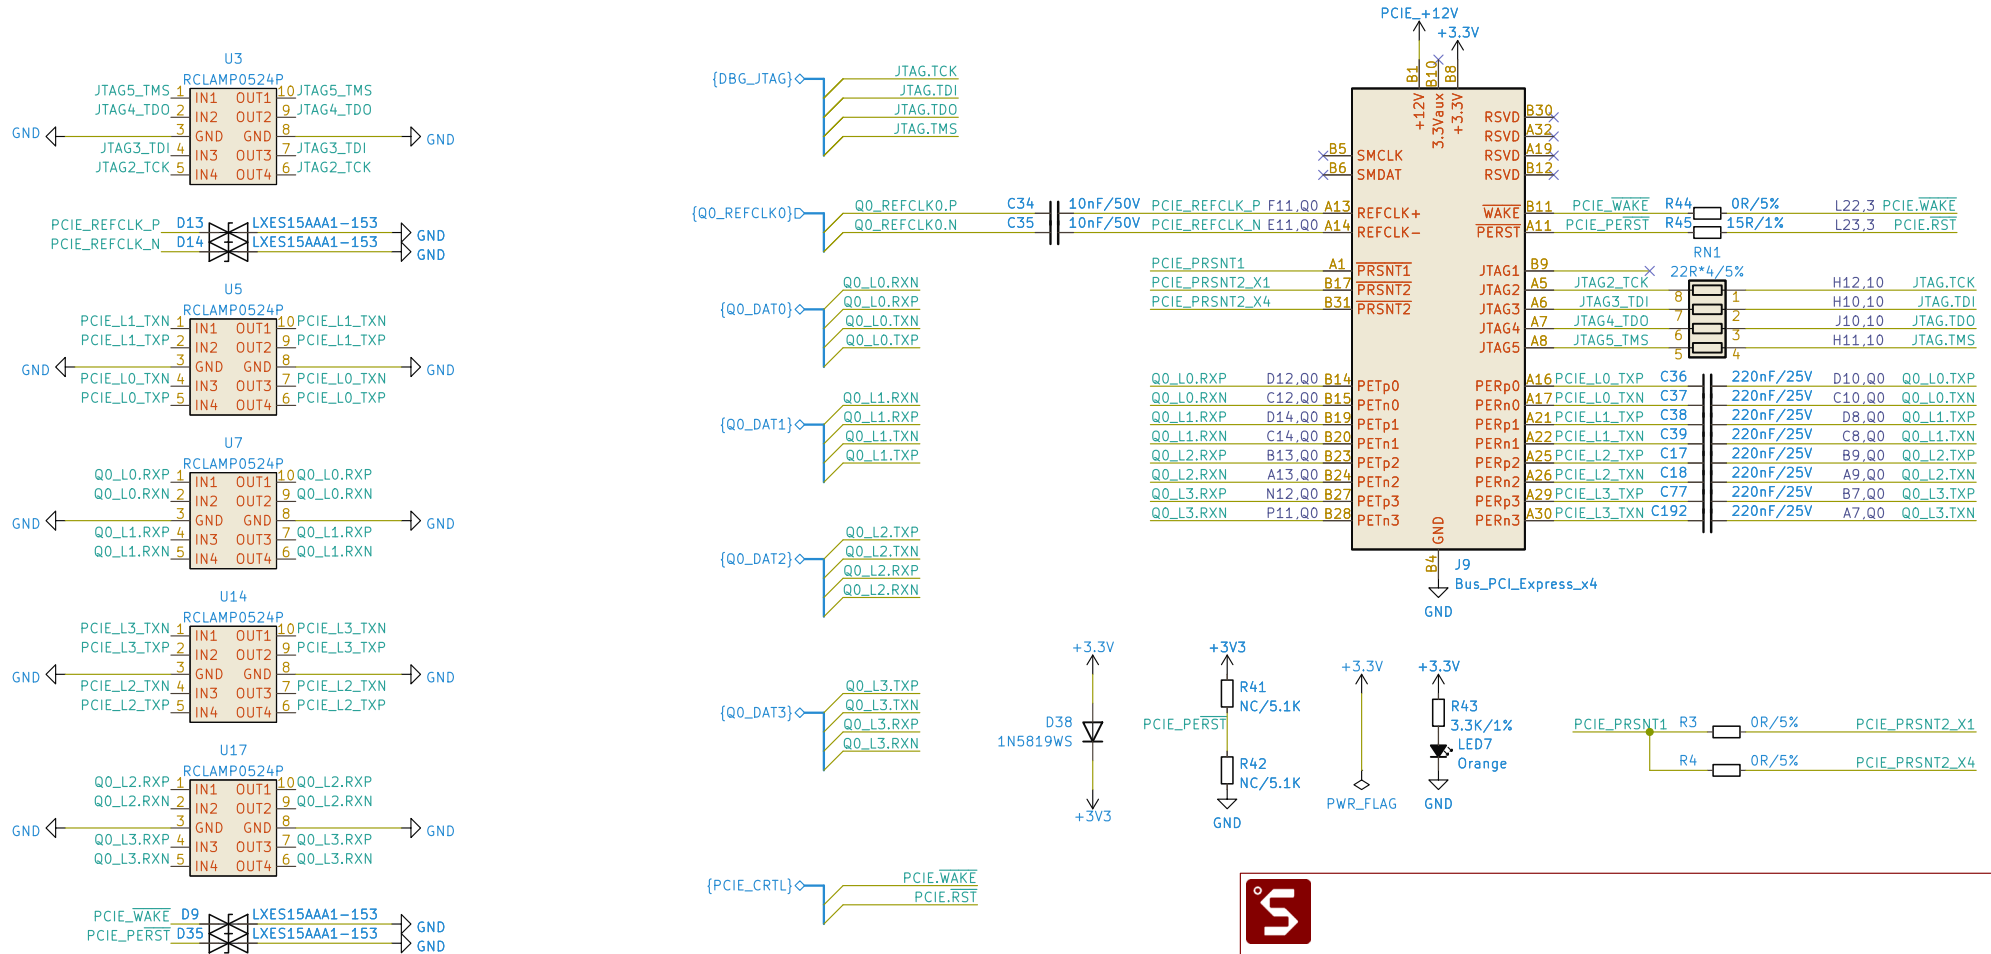 U3
RCLAMP0524P
JTAG5_TMS 1 IN1 OUT1 10 JTAG5_TMS
JTAG4_TDO 2 IN2 OUT2 9 JTAG4_TDO
GND 3 GND GND 8 GND
JTAG3_TDI 4 IN3 OUT3 7 JTAG3_TDI
JTAG2_TCK 5 IN4 OUT4 6 JTAG2_TCK
PCIE_REFCLK_P D13 LXES15AAA1-153 GND
PCIE_REFCLK_N D14 LXES15AAA1-153 GND
U5
RCLAMP0524P
PCIE_L1_TXN 1 IN1 OUT1 10 PCIE_L1_TXN
PCIE_L1_TXP 2 IN2 OUT2 9 PCIE_L1_TXP
GND 3 GND GND 8 GND
PCIE_L0_TXN 4 IN3 OUT3 7 PCIE_L0_TXN
PCIE_L0_TXP 5 IN4 OUT4 6 PCIE_L0_TXP
U7
RCLAMP0524P
Q0_L0.RXP 1 IN1 OUT1 10 Q0_L0.RXP
Q0_L0.RXN 2 IN2 OUT2 9 Q0_L0.RXN
GND 3 GND GND 8 GND
Q0_L1.RXP 4 IN3 OUT3 7 Q0_L1.RXP
Q0_L1.RXN 5 IN4 OUT4 6 Q0_L1.RXN
U14
RCLAMP0524P
PCIE_L3_TXN 1 IN1 OUT1 10 PCIE_L3_TXN
PCIE_L3_TXP 2 IN2 OUT2 9 PCIE_L3_TXP
GND 3 GND GND 8 GND
PCIE_L2_TXN 4 IN3 OUT3 7 PCIE_L2_TXN
PCIE_L2_TXP 5 IN4 OUT4 6 PCIE_L2_TXP
U17
RCLAMP0524P
Q0_L2.RXP 1 IN1 OUT1 10 Q0_L2.RXP
Q0_L2.RXN 2 IN2 OUT2 9 Q0_L2.RXN
GND 3 GND GND 8 GND
Q0_L3.RXP 4 IN3 OUT3 7 Q0_L3.RXP
Q0_L3.RXN 5 IN4 OUT4 6 Q0_L3.RXN
PCIE_WAKE D9 LXES15AAA1-153 GND
PCIE_PERST D35 LXES15AAA1-153 GND
{DBG_JTAG}
JTAG.TCK
JTAG.TDI
JTAG.TDO
JTAG.TMS
{Q0_REFCLK0}
Q0_REFCLK0.P C34 10nF/50V PCIE_REFCLK_P F11,Q0 A13 REFCLK+
Q0_REFCLK0.N C35 10nF/50V PCIE_REFCLK_N E11,Q0 A14 REFCLK-
{Q0_DAT0}
Q0_L0.RXN
Q0_L0.RXP
Q0_L0.TXN
Q0_L0.TXP
{Q0_DAT1}
Q0_L1.RXN
Q0_L1.RXP
Q0_L1.TXN
Q0_L1.TXP
{Q0_DAT2}
Q0_L2.TXP
Q0_L2.TXN
Q0_L2.RXP
Q0_L2.RXN
{Q0_DAT3}
Q0_L3.TXP
Q0_L3.TXN
Q0_L3.RXP
Q0_L3.RXN
{PCIE_CRTL}
PCIE.WAKE
PCIE.RST
PCIE_+12V
+3.3V
B1 B10 B8
+12V 3.3Vaux +3.3V
RSVD B30
RSVD A32
B5 SMCLK RSVD A19
B6 SMDAT RSVD B12
WAKE B11 PCIE_WAKE R44 0R/5% L22,3 PCIE.WAKE
PERST A11 PCIE_PERST R45 15R/1% L23,3 PCIE.RST
RN1
22R*4/5%
PCIE_PRSNT1 A1 PRSNT1 JTAG1 B9
PCIE_PRSNT2_X1 B17 PRSNT2 JTAG2 A5 JTAG2_TCK 8 1 H12,10 JTAG.TCK
PCIE_PRSNT2_X4 B31 PRSNT2 JTAG3 A6 JTAG3_TDI 7 2 H10,10 JTAG.TDI
JTAG4 A7 JTAG4_TDO 6 3 J10,10 JTAG.TDO
JTAG5 A8 JTAG5_TMS 5 4 H11,10 JTAG.TMS
Q0_L0.RXP D12,Q0 B14 PETp0 PERp0 A16 PCIE_L0_TXP C36 220nF/25V D10,Q0 Q0_L0.TXP
Q0_L0.RXN C12,Q0 B15 PETn0 PERn0 A17 PCIE_L0_TXN C37 220nF/25V C10,Q0 Q0_L0.TXN
Q0_L1.RXP D14,Q0 B19 PETp1 PERp1 A21 PCIE_L1_TXP C38 220nF/25V D8,Q0 Q0_L1.TXP
Q0_L1.RXN C14,Q0 B20 PETn1 PERn1 A22 PCIE_L1_TXN C39 220nF/25V C8,Q0 Q0_L1.TXN
Q0_L2.RXP B13,Q0 B23 PETp2 PERp2 A25 PCIE_L2_TXP C17 220nF/25V B9,Q0 Q0_L2.TXP
Q0_L2.RXN A13,Q0 B24 PETn2 PERn2 A26 PCIE_L2_TXN C18 220nF/25V A9,Q0 Q0_L2.TXN
Q0_L3.RXP N12,Q0 B27 PETp3 PERp3 A29 PCIE_L3_TXP C77 220nF/25V B7,Q0 Q0_L3.TXP
Q0_L3.RXN P11,Q0 B28 PETn3 PERn3 A30 PCIE_L3_TXN C192 220nF/25V A7,Q0 Q0_L3.TXN
GND
B4
J9
Bus_PCI_Express_x4
GND
+3.3V
D38
1N5819WS
+3V3
+3V3
R41
NC/5.1K
PCIE_PERST
R42
NC/5.1K
GND
+3.3V
PWR_FLAG
+3.3V
R43
3.3K/1%
LED7
Orange
GND
PCIE_PRSNT1 R3 0R/5% PCIE_PRSNT2_X1
R4 0R/5% PCIE_PRSNT2_X4